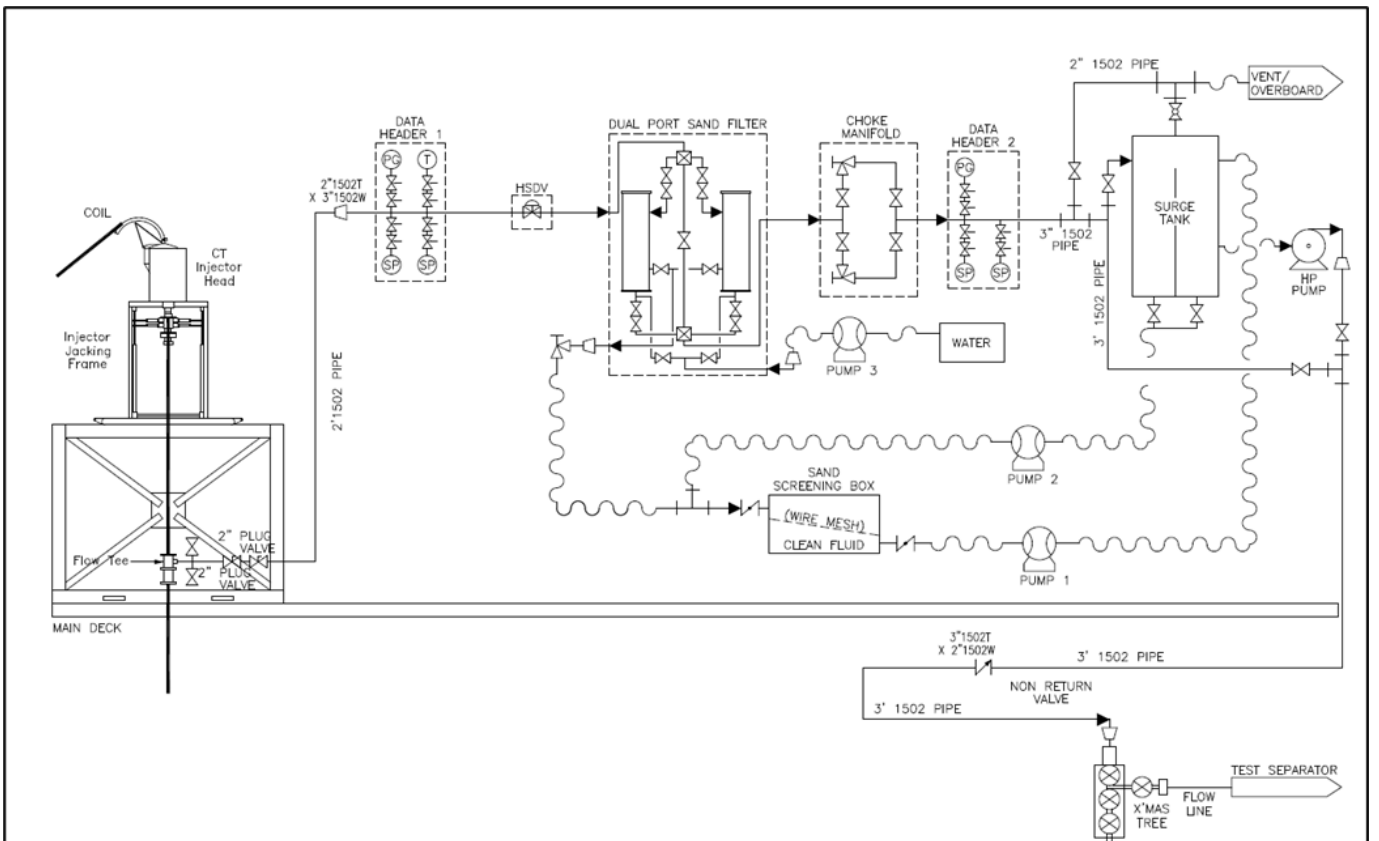 2" 1502 PIPE
VENT/
OVERBOARD
DATA
HEADER 1
PG
T
SP
SP
2"1502T
X 3"1502W
HSDV
DUAL PORT SAND FILTER
CHOKE
MANIFOLD
DATA
HEADER 2
PG
SP
SP
3" 1502
PIPE
SURGE
TANK
HP
PUMP
COIL
CT
Injector
Head
Injector
Jacking
Frame
2'1502 PIPE
3' 1502 PIPE
WATER
PUMP 3
PUMP 2
SAND
SCREENING BOX
(WIRE MESH)
CLEAN FLUID
PUMP 1
2" PLUG
VALVE
Flow Tee
2" PLUG
VALVE
MAIN DECK
3"1502T
X 2"1502W
3' 1502 PIPE
NON RETURN
VALVE
3' 1502 PIPE
TEST SEPARATOR
FLOW
LINE
X'MAS
TREE